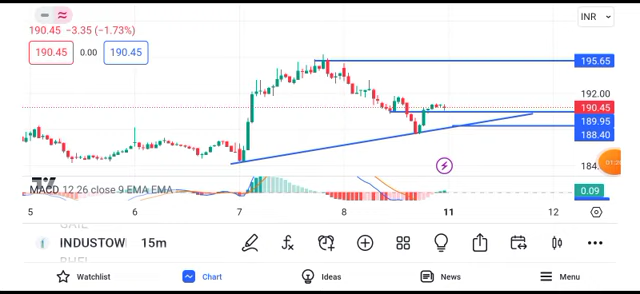 INR
190.45 −3.35 (−1.73%)
190.45 0.00 190.45
195.65
192.00
190.45
189.95
188.40
184.
MACD 12 26 close 9 EMA EMA
0.09
5 6 7 8 11 12
INDUSTOW 15m
Watchlist Chart Ideas News Menu